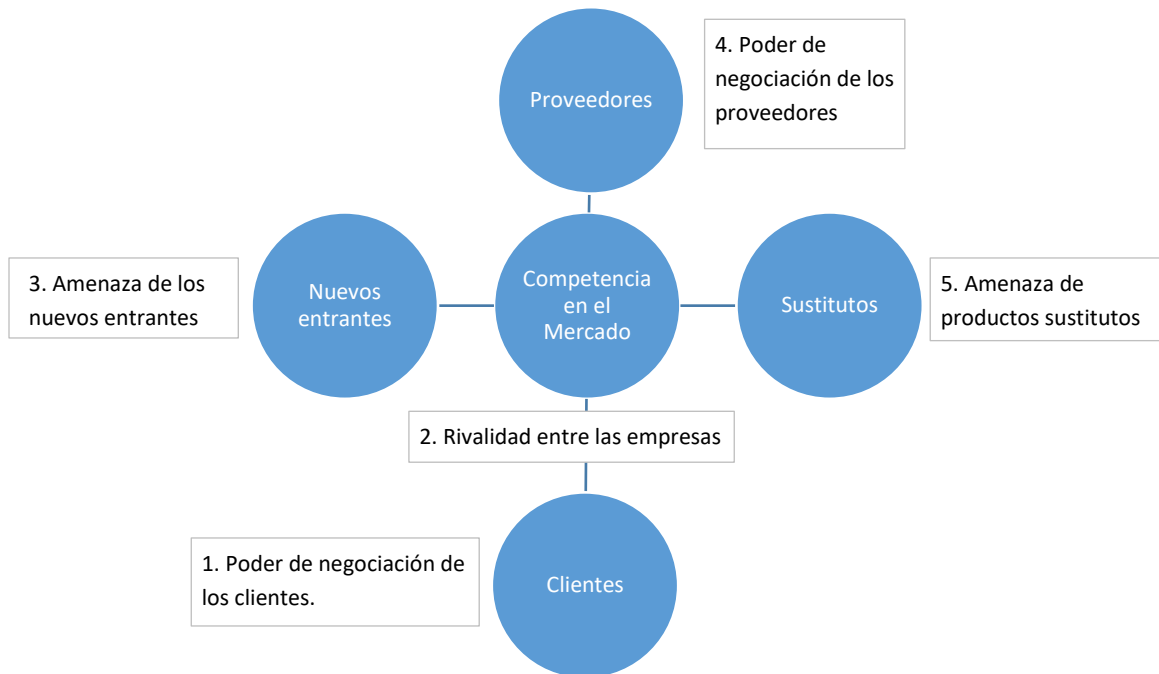 4. Poder de
negociación de los
proveedores
Proveedores
3. Amenaza de los
nuevos entrantes
Nuevos
entrantes
Competencia
en el
Mercado
Sustitutos
5. Amenaza de
productos sustitutos
2. Rivalidad entre las empresas
1. Poder de negociación de
los clientes.
Clientes